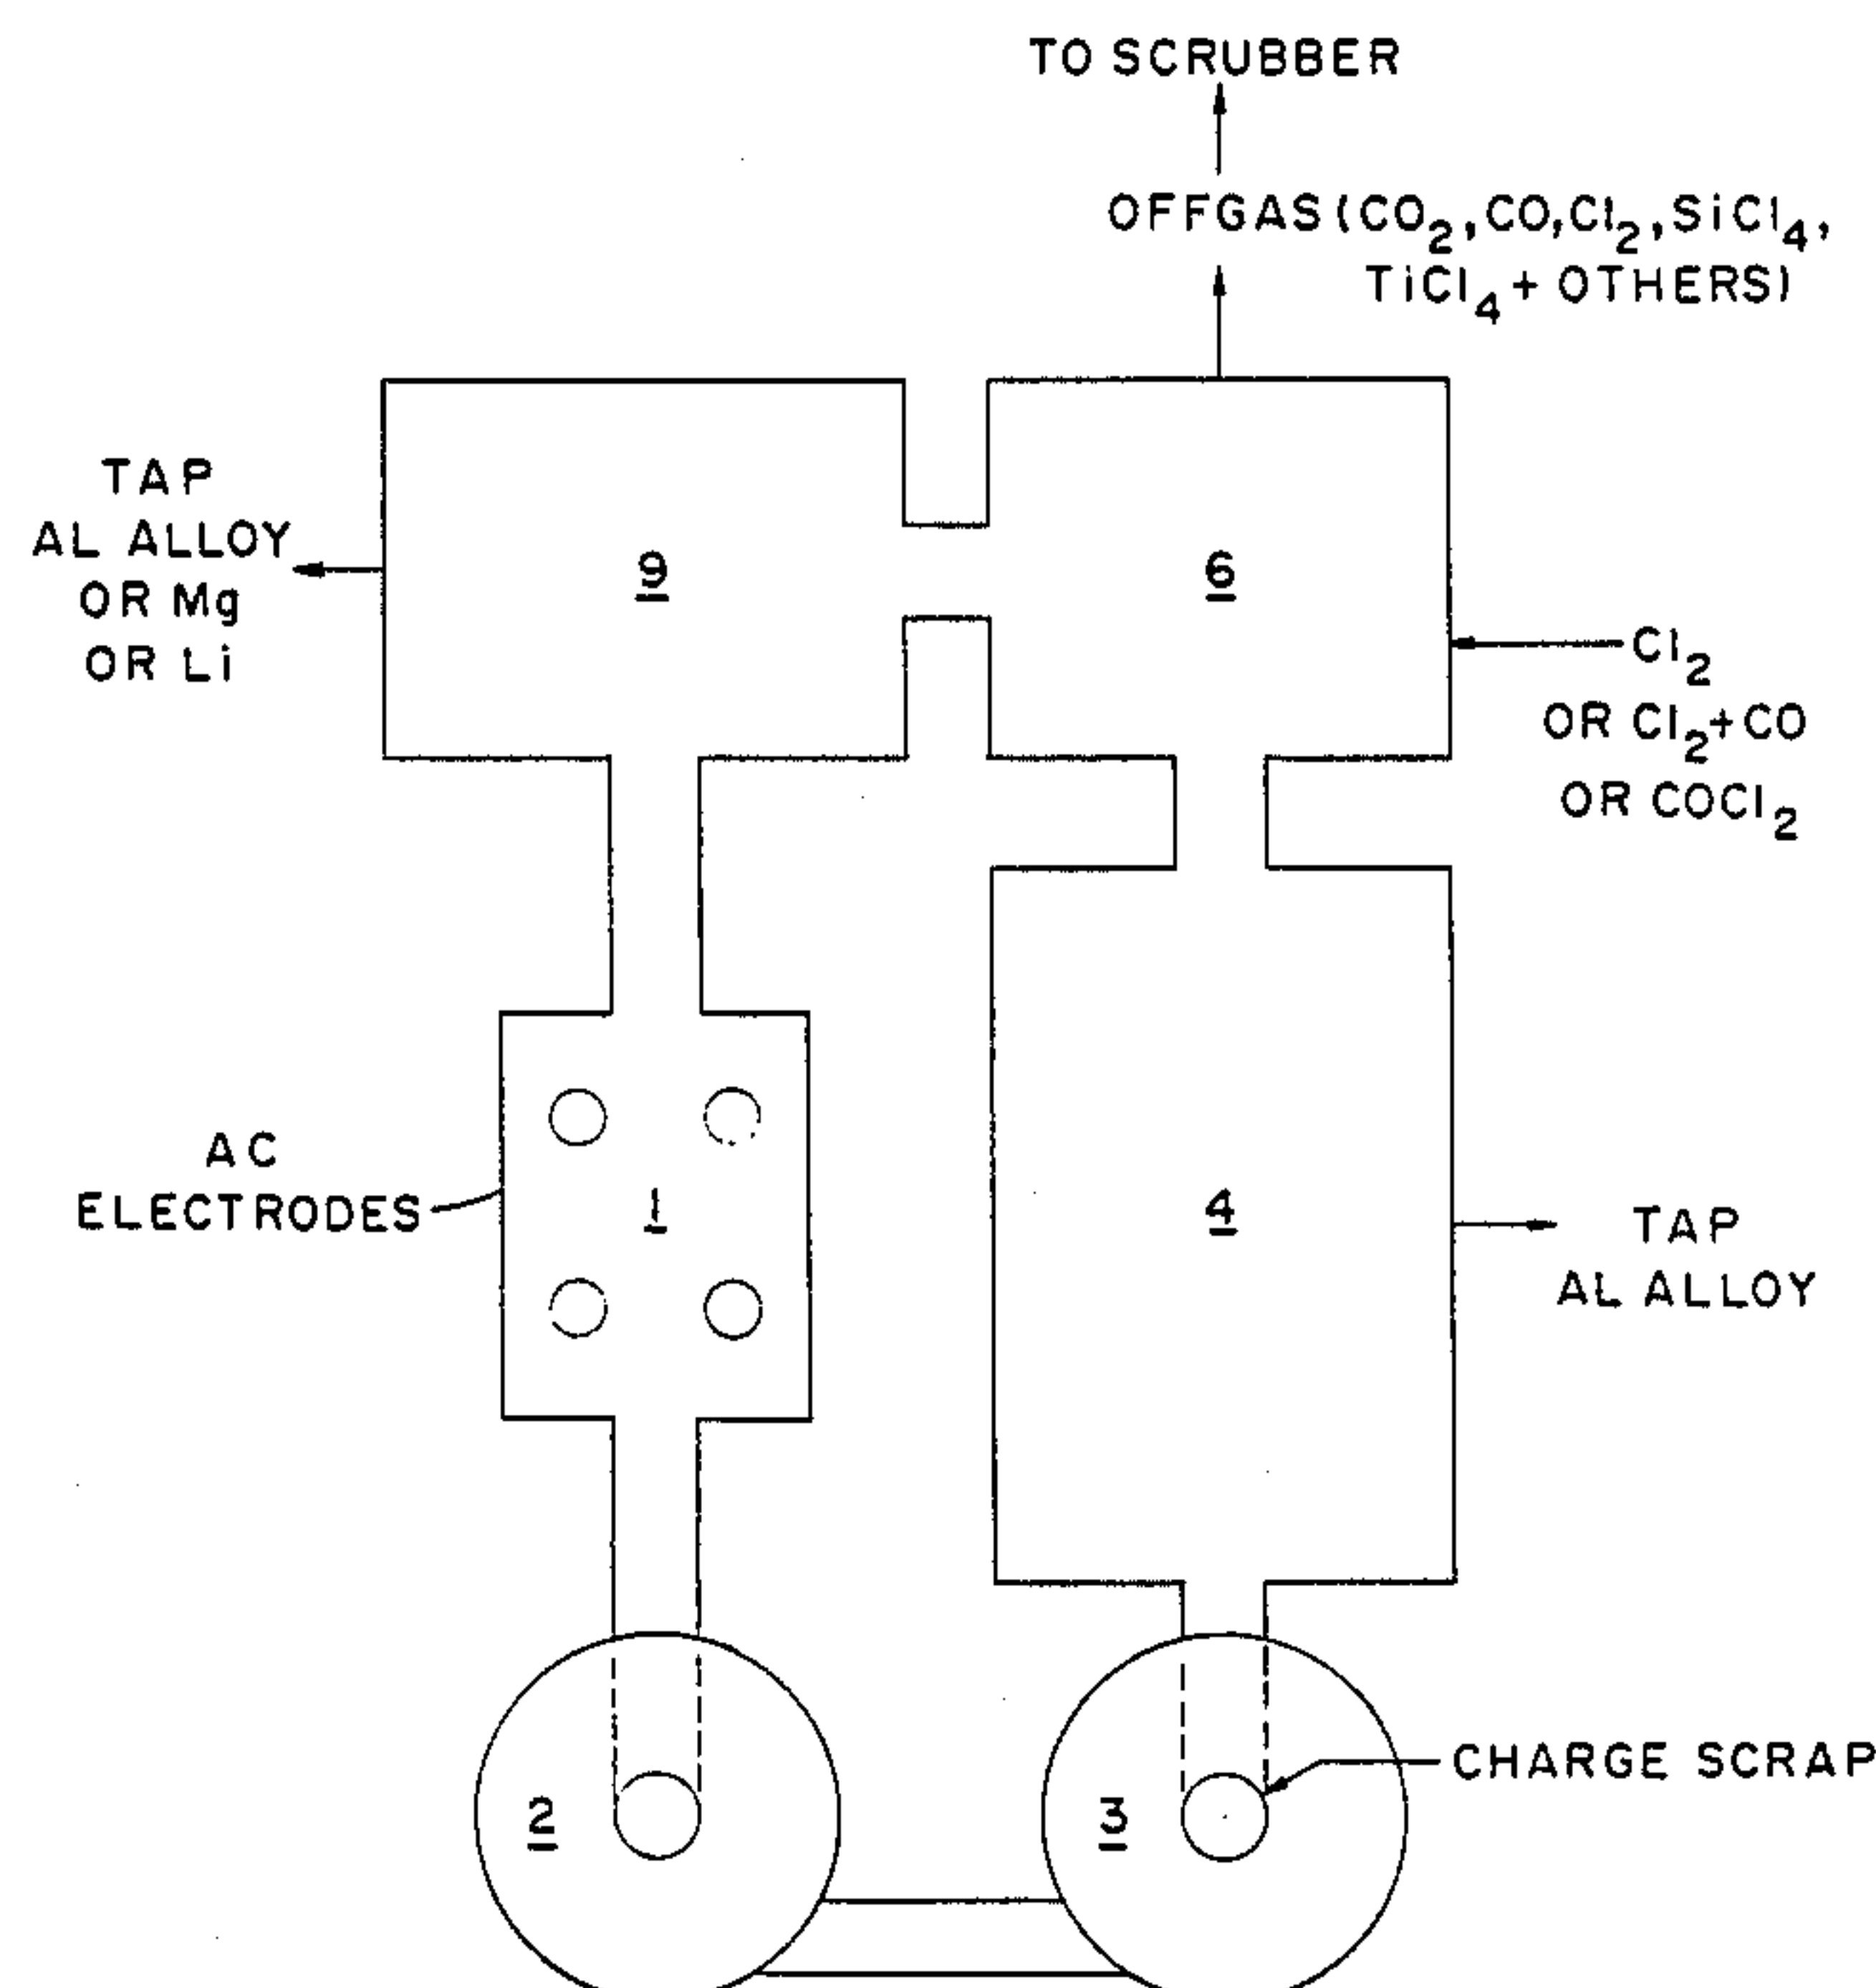 TO SCRUBBER
OFFGAS (CO₂,CO,Cl₂,SiCl₄,
TiCl₄+ OTHERS)
TAP
AL ALLOY
OR Mg
OR Li
9
6
Cl₂
OR Cl₂+CO
OR COCl₂
AC
ELECTRODES
1
4
TAP
AL ALLOY
CHARGE SCRAP
2
3